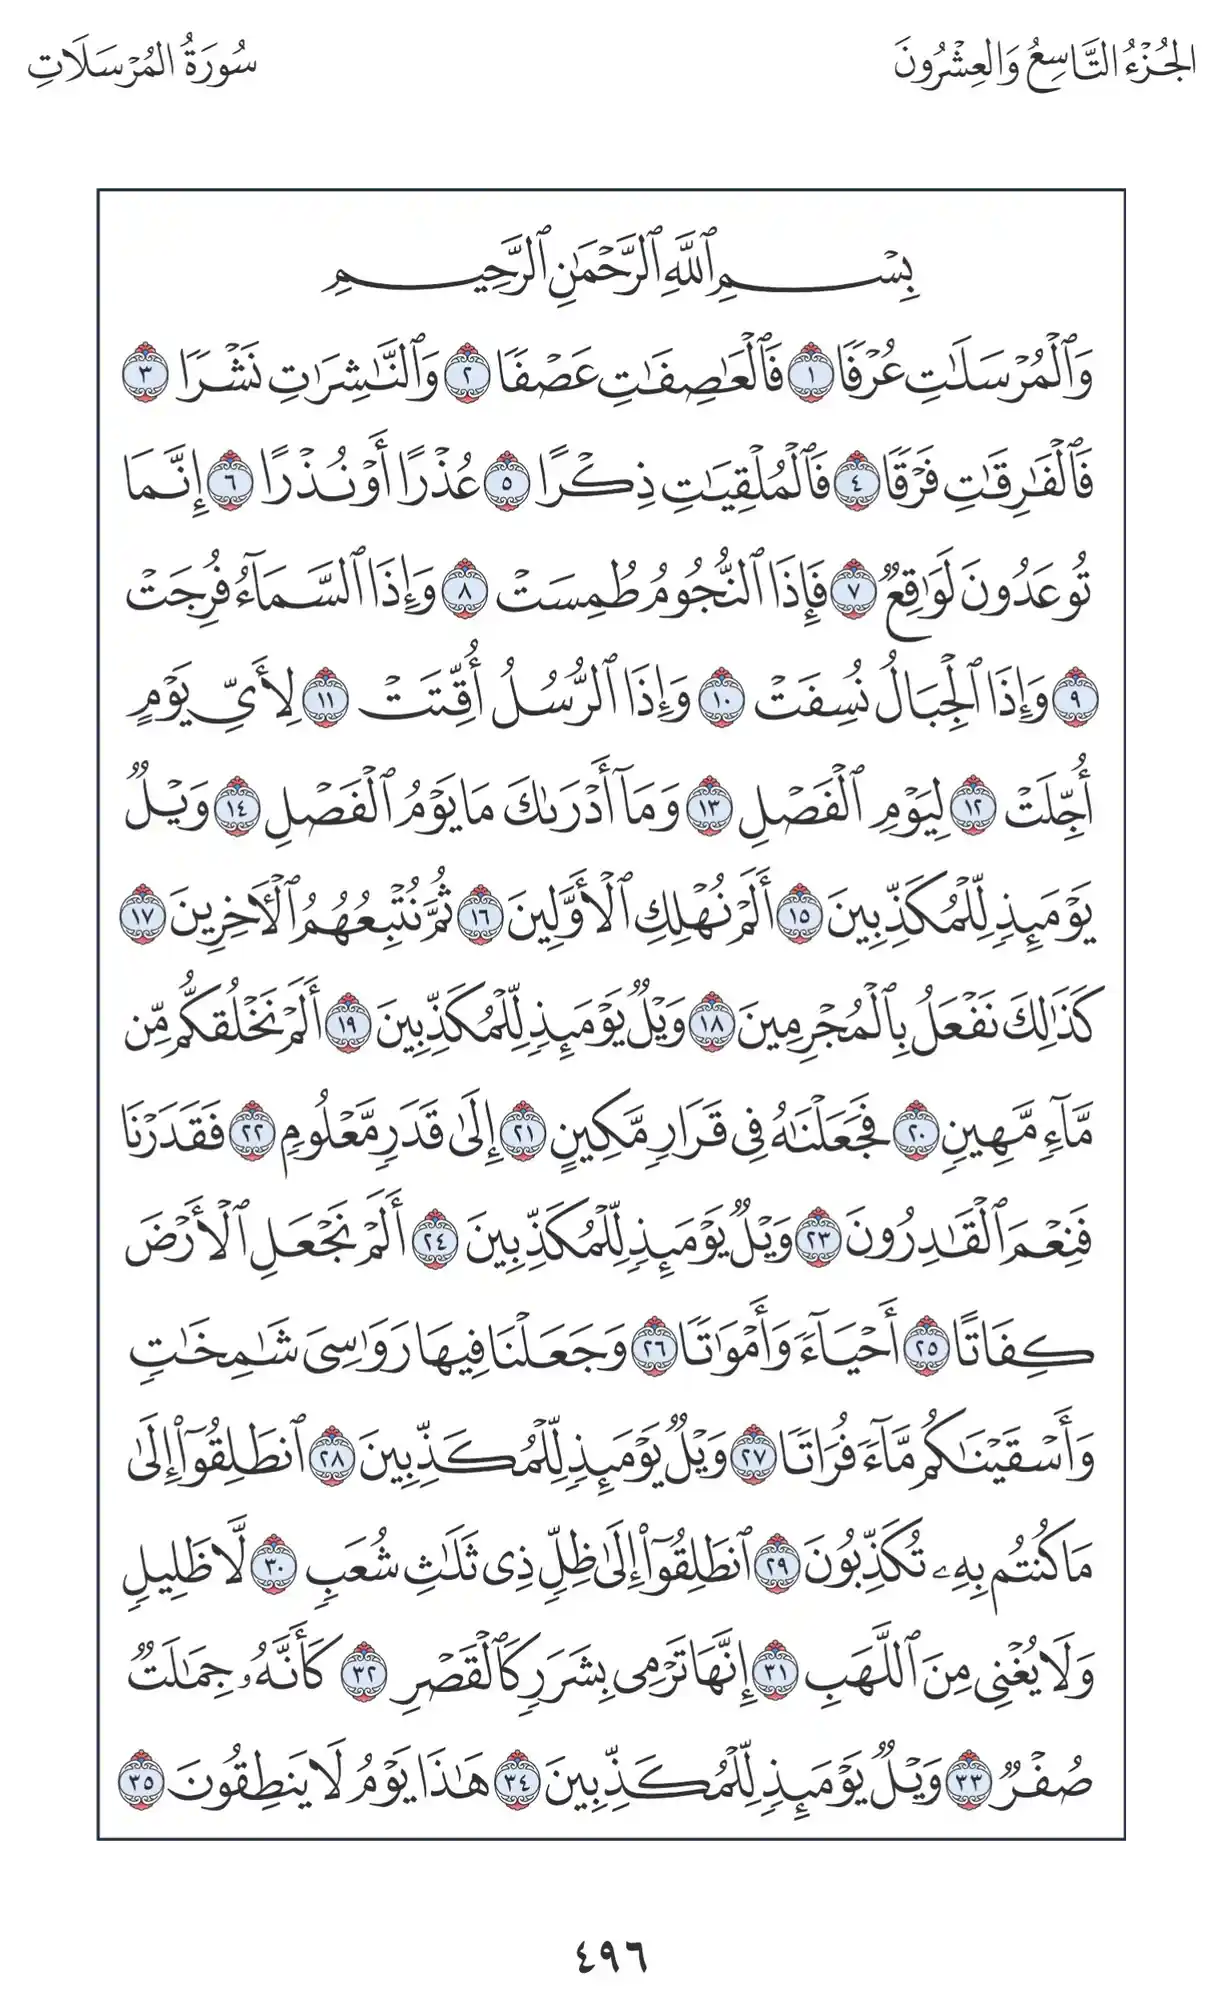 الجُزْءُ التَّاسِعُ وَالعِشْرُونَ
سُورَةُ المُرْسَلَاتِ
بِسْمِ ٱللَّهِ ٱلرَّحْمَٰنِ ٱلرَّحِيمِ
وَٱلْمُرْسَلَٰتِ عُرْفًا ١ فَٱلْعَٰصِفَٰتِ عَصْفًا ٢ وَٱلنَّٰشِرَٰتِ نَشْرًا ٣
فَٱلْفَٰرِقَٰتِ فَرْقًا ٤ فَٱلْمُلْقِيَٰتِ ذِكْرًا ٥ عُذْرًا أَوْ نُذْرًا ٦ إِنَّمَا
تُوعَدُونَ لَوَٰقِعٌ ٧ فَإِذَا ٱلنُّجُومُ طُمِسَتْ ٨ وَإِذَا ٱلسَّمَآءُ فُرِجَتْ
٩ وَإِذَا ٱلْجِبَالُ نُسِفَتْ ١٠ وَإِذَا ٱلرُّسُلُ أُقِّتَتْ ١١ لِأَيِّ يَوْمٍ
أُجِّلَتْ ١٢ لِيَوْمِ ٱلْفَصْلِ ١٣ وَمَآ أَدْرَىٰكَ مَا يَوْمُ ٱلْفَصْلِ ١٤ وَيْلٌ
يَوْمَئِذٍ لِّلْمُكَذِّبِينَ ١٥ أَلَمْ نُهْلِكِ ٱلْأَوَّلِينَ ١٦ ثُمَّ نُتْبِعُهُمُ ٱلْءَاخِرِينَ ١٧
كَذَٰلِكَ نَفْعَلُ بِٱلْمُجْرِمِينَ ١٨ وَيْلٌ يَوْمَئِذٍ لِّلْمُكَذِّبِينَ ١٩ أَلَمْ نَخْلُقكُّم مِّن
مَّآءٍ مَّهِينٍ ٢٠ فَجَعَلْنَٰهُ فِى قَرَارٍ مَّكِينٍ ٢١ إِلَىٰ قَدَرٍ مَّعْلُومٍ ٢٢ فَقَدَرْنَا
فَنِعْمَ ٱلْقَٰدِرُونَ ٢٣ وَيْلٌ يَوْمَئِذٍ لِّلْمُكَذِّبِينَ ٢٤ أَلَمْ نَجْعَلِ ٱلْأَرْضَ
كِفَاتًا ٢٥ أَحْيَآءً وَأَمْوَٰتًا ٢٦ وَجَعَلْنَا فِيهَا رَوَٰسِىَ شَٰمِخَٰتٍ
وَأَسْقَيْنَٰكُم مَّآءً فُرَاتًا ٢٧ وَيْلٌ يَوْمَئِذٍ لِّلْمُكَذِّبِينَ ٢٨ ٱنطَلِقُوٓا۟ إِلَىٰ
مَا كُنتُم بِهِۦ تُكَذِّبُونَ ٢٩ ٱنطَلِقُوٓا۟ إِلَىٰ ظِلٍّ ذِى ثَلَٰثِ شُعَبٍ ٣٠ لَّا ظَلِيلٍ
وَلَا يُغْنِى مِنَ ٱللَّهَبِ ٣١ إِنَّهَا تَرْمِى بِشَرَرٍ كَٱلْقَصْرِ ٣٢ كَأَنَّهُۥ جِمَٰلَتٌ
صُفْرٌ ٣٣ وَيْلٌ يَوْمَئِذٍ لِّلْمُكَذِّبِينَ ٣٤ هَٰذَا يَوْمُ لَا يَنطِقُونَ ٣٥
٤٩٦